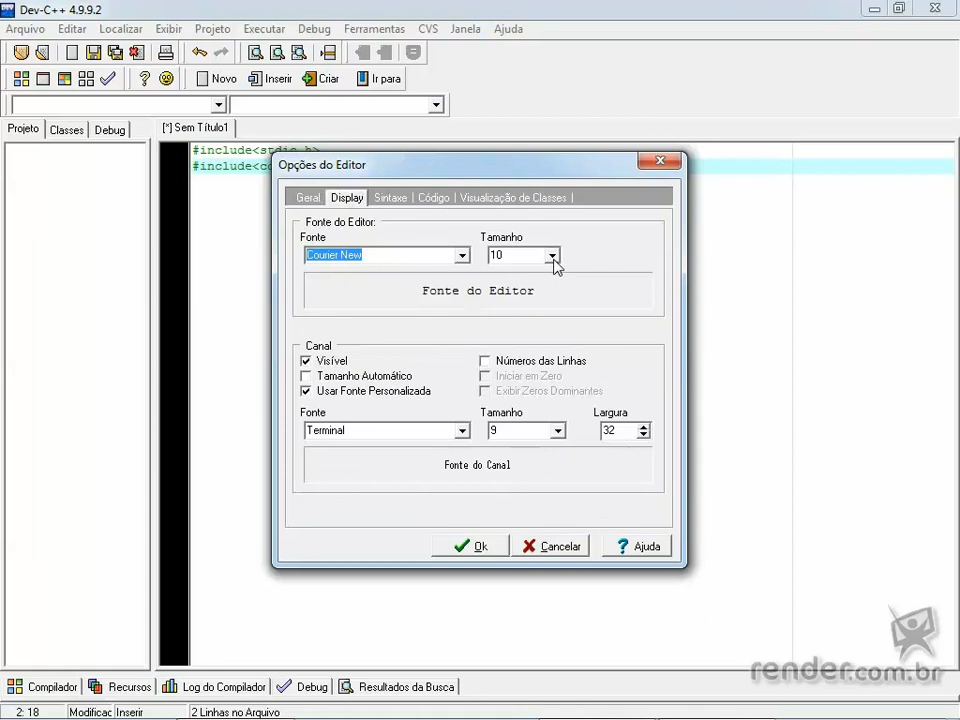 Dev-C++ 4.9.9.2
Arquivo Editar Localizar Exibir Projeto Executar Debug Ferramentas CVS Janela Ajuda
Novo Inserir Criar Ir para
Projeto Classes Debug [*] Sem Título1
#include<stdio.h>
#include<co
Opções do Editor
Geral Display Sintaxe Código Visualização de Classes
Fonte do Editor:
Fonte Tamanho
Courier New 10
Fonte do Editor
Canal
Visível Números das Linhas
Tamanho Automático Iniciar em Zero
Usar Fonte Personalizada Exibir Zeros Dominantes
Fonte Tamanho Largura
Terminal 9 32
Fonte do Canal
Ok Cancelar Ajuda
render.com.br
Compilador Recursos Log do Compilador Debug Resultados da Busca
2: 18 Modificac Inserir 2 Linhas no Arquivo